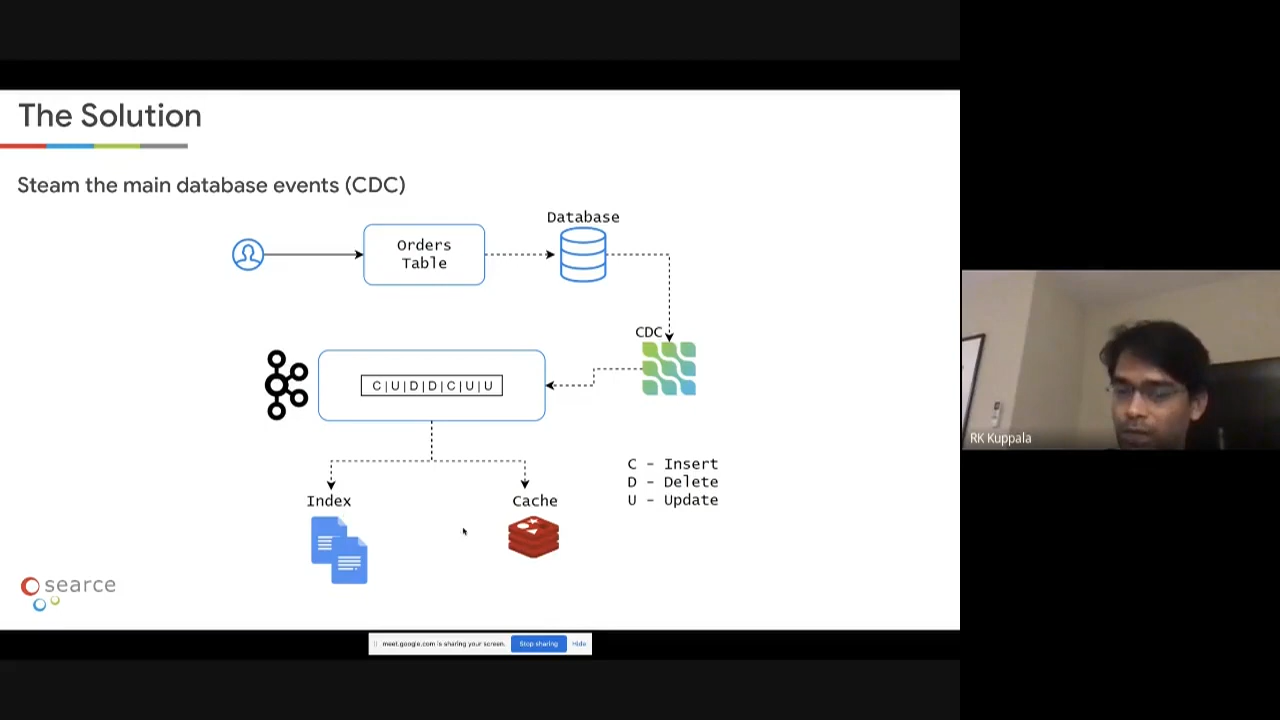 The Solution
Steam the main database events (CDC)
Database
Orders
Table
CDC
C|U|D|D|C|U|U
C - Insert
D - Delete
U - Update
Index
Cache
searce
RK Kuppala
meet.google.com is sharing your screen.
Stop sharing
Hide